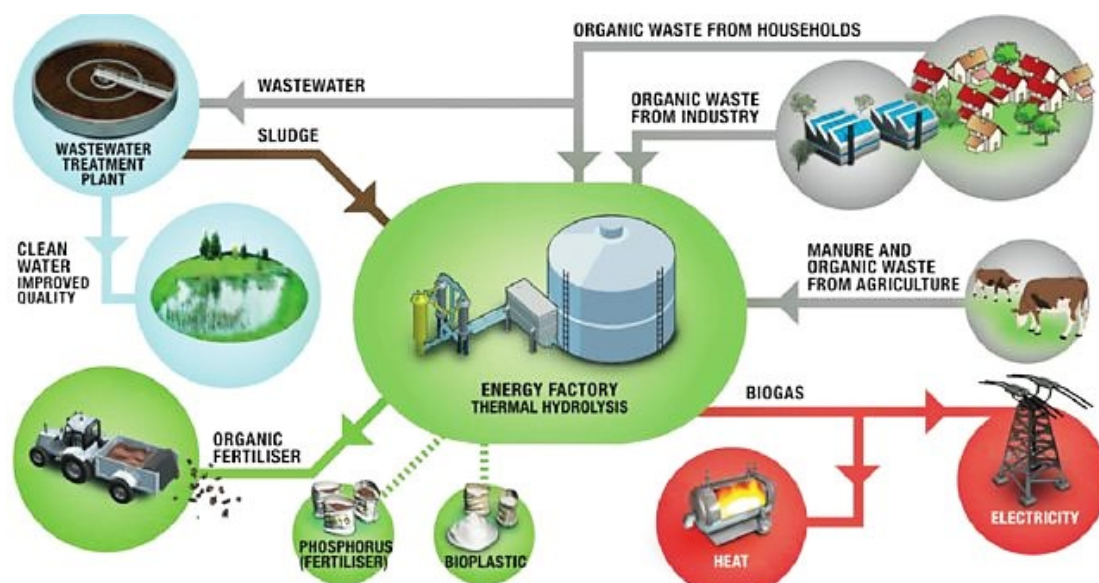 ORGANIC WASTE FROM HOUSEHOLDS
WASTEWATER
ORGANIC WASTE
FROM INDUSTRY
SLUDGE
WASTEWATER
TREATMENT
PLANT
CLEAN
WATER
IMPROVED
QUALITY
MANURE AND
ORGANIC WASTE
FROM AGRICULTURE
ENERGY FACTORY
THERMAL HYDROLYSIS
BIOGAS
ORGANIC
FERTILISER
PHOSPHORUS
(FERTILISER)
BIOPLASTIC
HEAT
ELECTRICITY